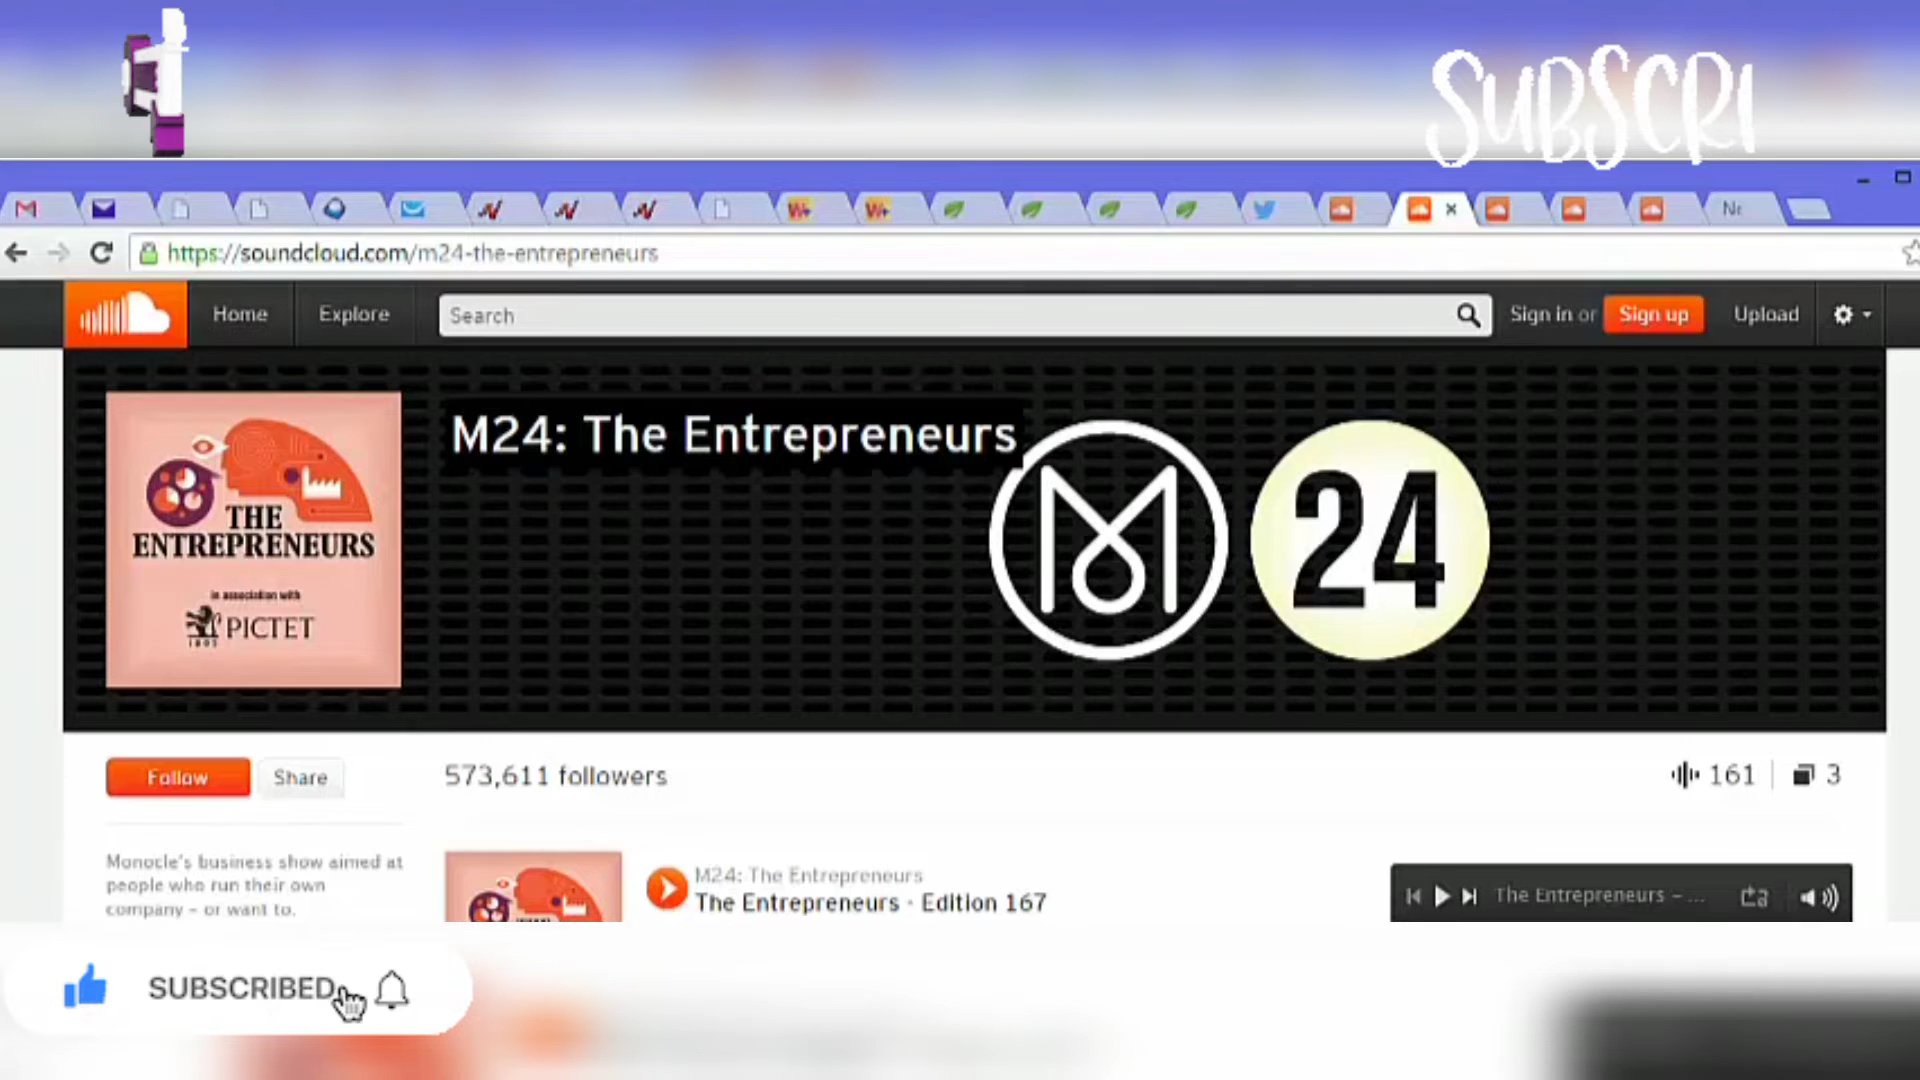 SUBSCRI
https://soundcloud.com/m24-the-entrepreneurs
Home
Explore
Search
Sign in or
Sign up
Upload
M24: The Entrepreneurs
THE
ENTREPRENEURS
in association with
PICTET
1805
M
24
Follow
Share
573,611 followers
161
3
Monocle's business show aimed at
people who run their own
company – or want to.
M24: The Entrepreneurs
The Entrepreneurs - Edition 167
The Entrepreneurs – ...
SUBSCRIBED